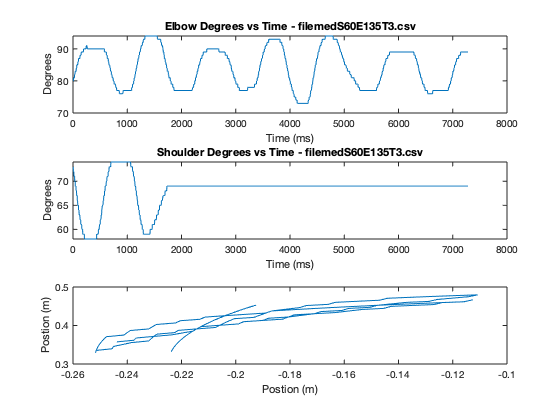 Elbow Degrees vs Time - filemedS60E135T3.csv
90
80
70
Degrees
0 1000 2000 3000 4000 5000 6000 7000 8000
Time (ms)
Shoulder Degrees vs Time - filemedS60E135T3.csv
70
65
60
Degrees
0 1000 2000 3000 4000 5000 6000 7000 8000
Time (ms)
0.5
0.4
0.3
Postion (m)
-0.26 -0.24 -0.22 -0.2 -0.18 -0.16 -0.14 -0.12 -0.1
Postion (m)